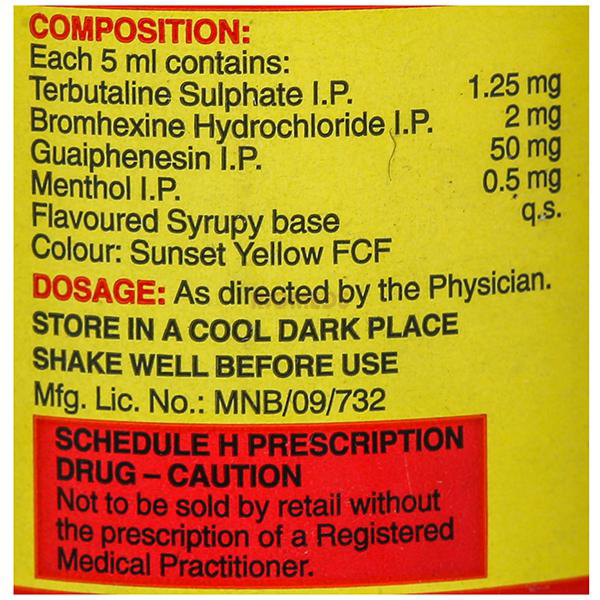 COMPOSITION:
Each 5 ml contains:
Terbutaline Sulphate I.P. 1.25 mg
Bromhexine Hydrochloride I.P. 2 mg
Guaiphenesin I.P. 50 mg
Menthol I.P. 0.5 mg
Flavoured Syrupy base q.s.
Colour: Sunset Yellow FCF
DOSAGE: As directed by the Physician.
STORE IN A COOL DARK PLACE
SHAKE WELL BEFORE USE
Mfg. Lic. No.: MNB/09/732
SCHEDULE H PRESCRIPTION
DRUG – CAUTION
Not to be sold by retail without
the prescription of a Registered
Medical Practitioner.